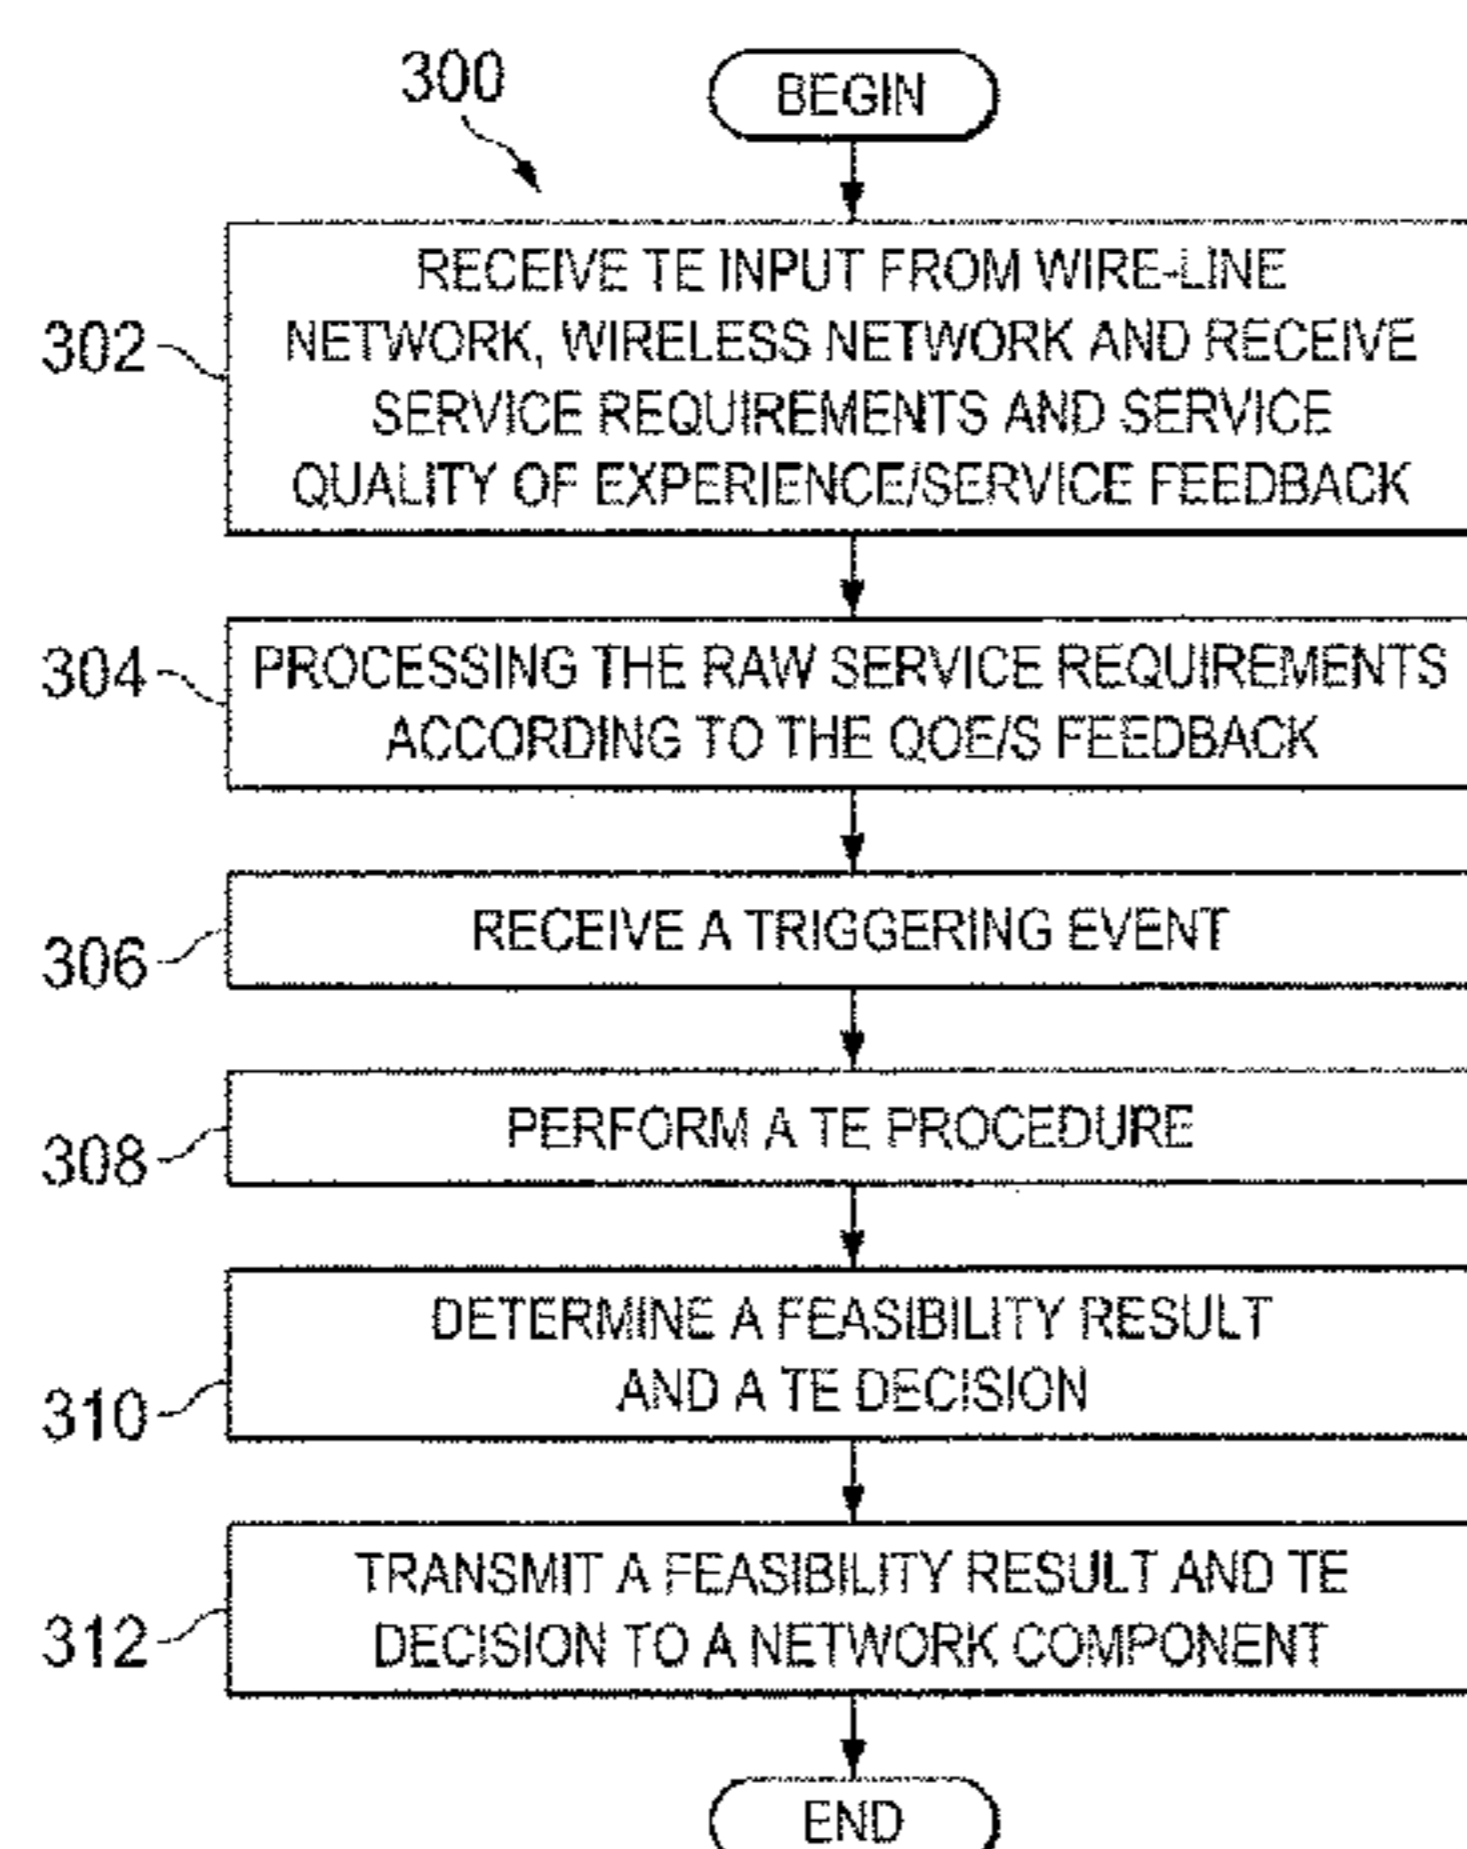 300
BEGIN
302
RECEIVE TE INPUT FROM WIRE-LINE
NETWORK, WIRELESS NETWORK AND RECEIVE
SERVICE REQUIREMENTS AND SERVICE
QUALITY OF EXPERIENCE/SERVICE FEEDBACK
304
PROCESSING THE RAW SERVICE REQUIREMENTS
ACCORDING TO THE QOE/S FEEDBACK
306
RECEIVE A TRIGGERING EVENT
308
PERFORM A TE PROCEDURE
310
DETERMINE A FEASIBILITY RESULT
AND A TE DECISION
312
TRANSMIT A FEASIBILITY RESULT AND TE
DECISION TO A NETWORK COMPONENT
END